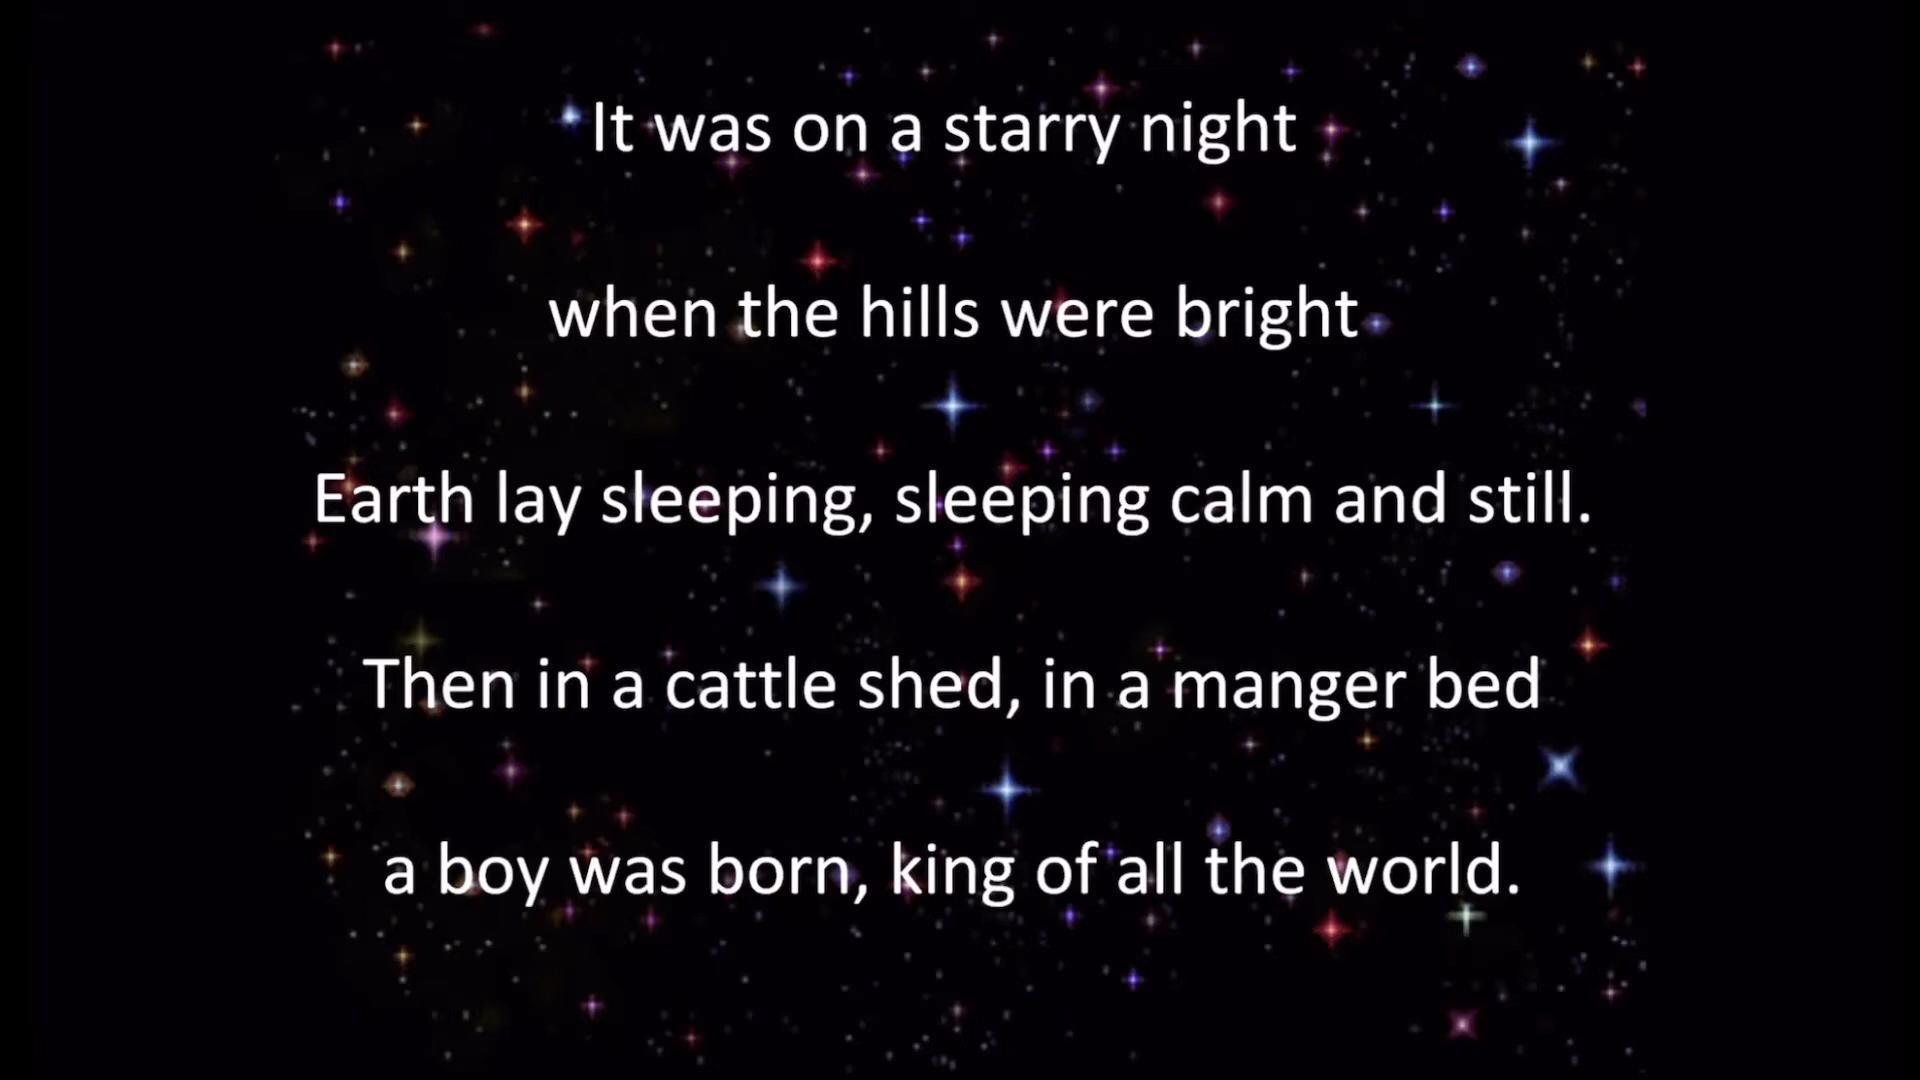 It was on a starry night
when the hills were bright
Earth lay sleeping, sleeping calm and still.
Then in a cattle shed, in a manger bed
a boy was born, king of all the world.